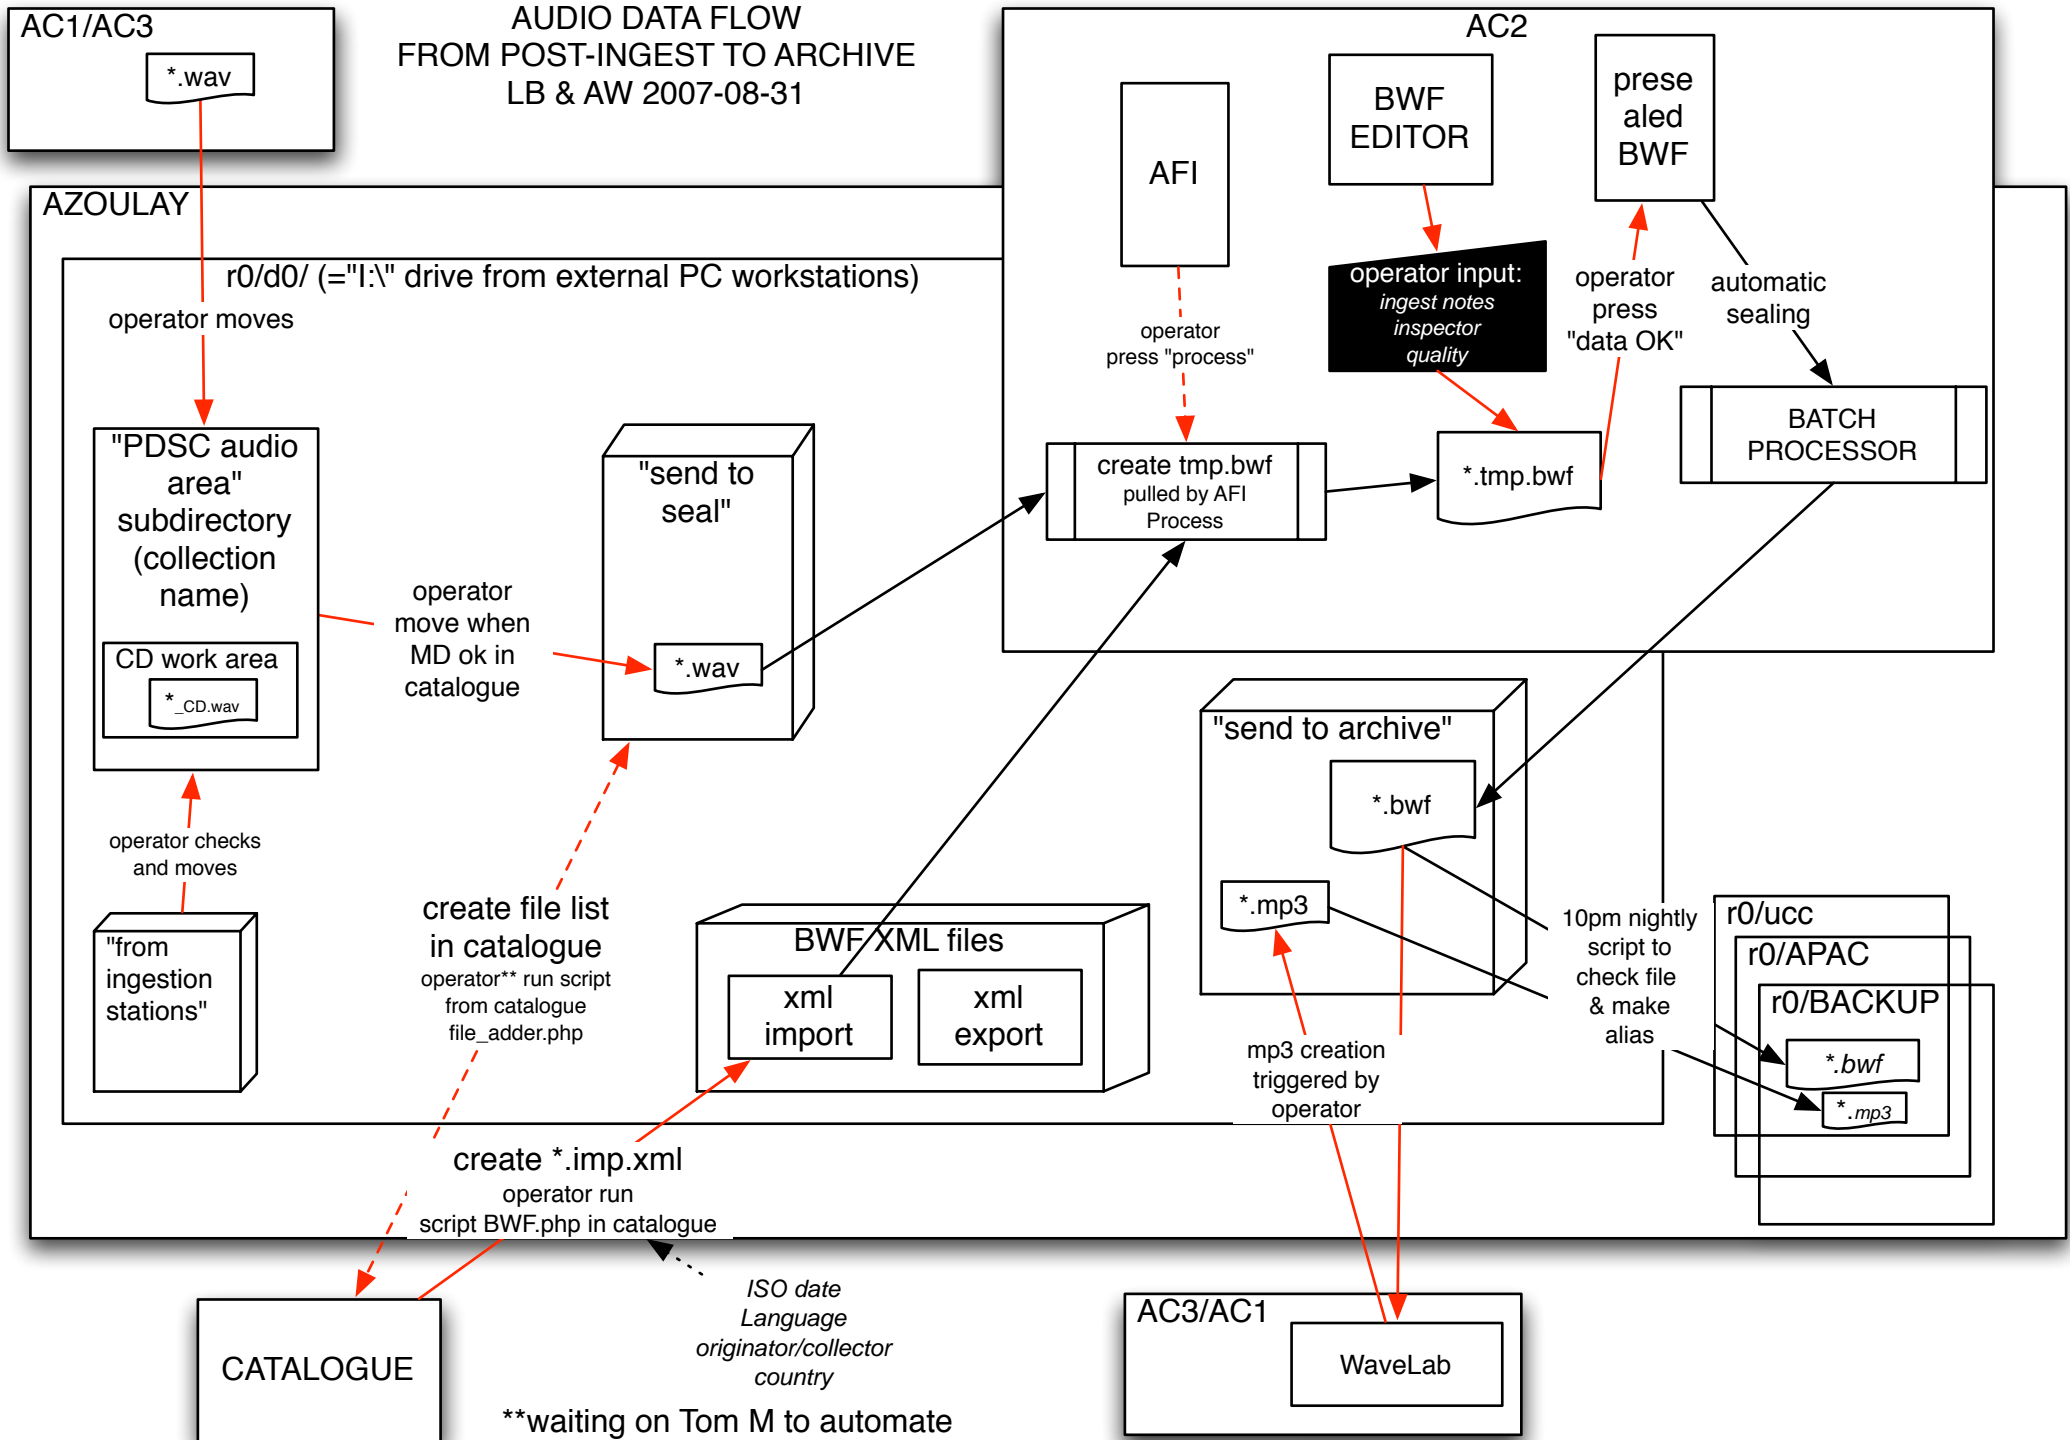 AC1/AC3
*.wav
AUDIO DATA FLOW
FROM POST-INGEST TO ARCHIVE
LB & AW 2007-08-31
AC2
AFI
BWF
EDITOR
prese
aled
BWF
operator input:
ingest notes
inspector
quality
operator
press
"data OK"
automatic
sealing
operator
press "process"
create tmp.bwf
pulled by AFI
Process
*.tmp.bwf
BATCH
PROCESSOR
AZOULAY
r0/d0/ (="I:\" drive from external PC workstations)
operator moves
"PDSC audio
area"
subdirectory
(collection
name)
CD work area
*_CD.wav
operator
move when
MD ok in
catalogue
"send to
seal"
*.wav
operator checks
and moves
"from
ingestion
stations"
create file list
in catalogue
operator** run script
from catalogue
file_adder.php
BWF XML files
xml
import
xml
export
"send to archive"
*.bwf
*.mp3
mp3 creation
triggered by
operator
10pm nightly
script to
check file
& make
alias
r0/ucc
r0/APAC
r0/BACKUP
*.bwf
*.mp3
create *.imp.xml
operator run
script BWF.php in catalogue
ISO date
Language
originator/collector
country
CATALOGUE
**waiting on Tom M to automate
AC3/AC1
WaveLab